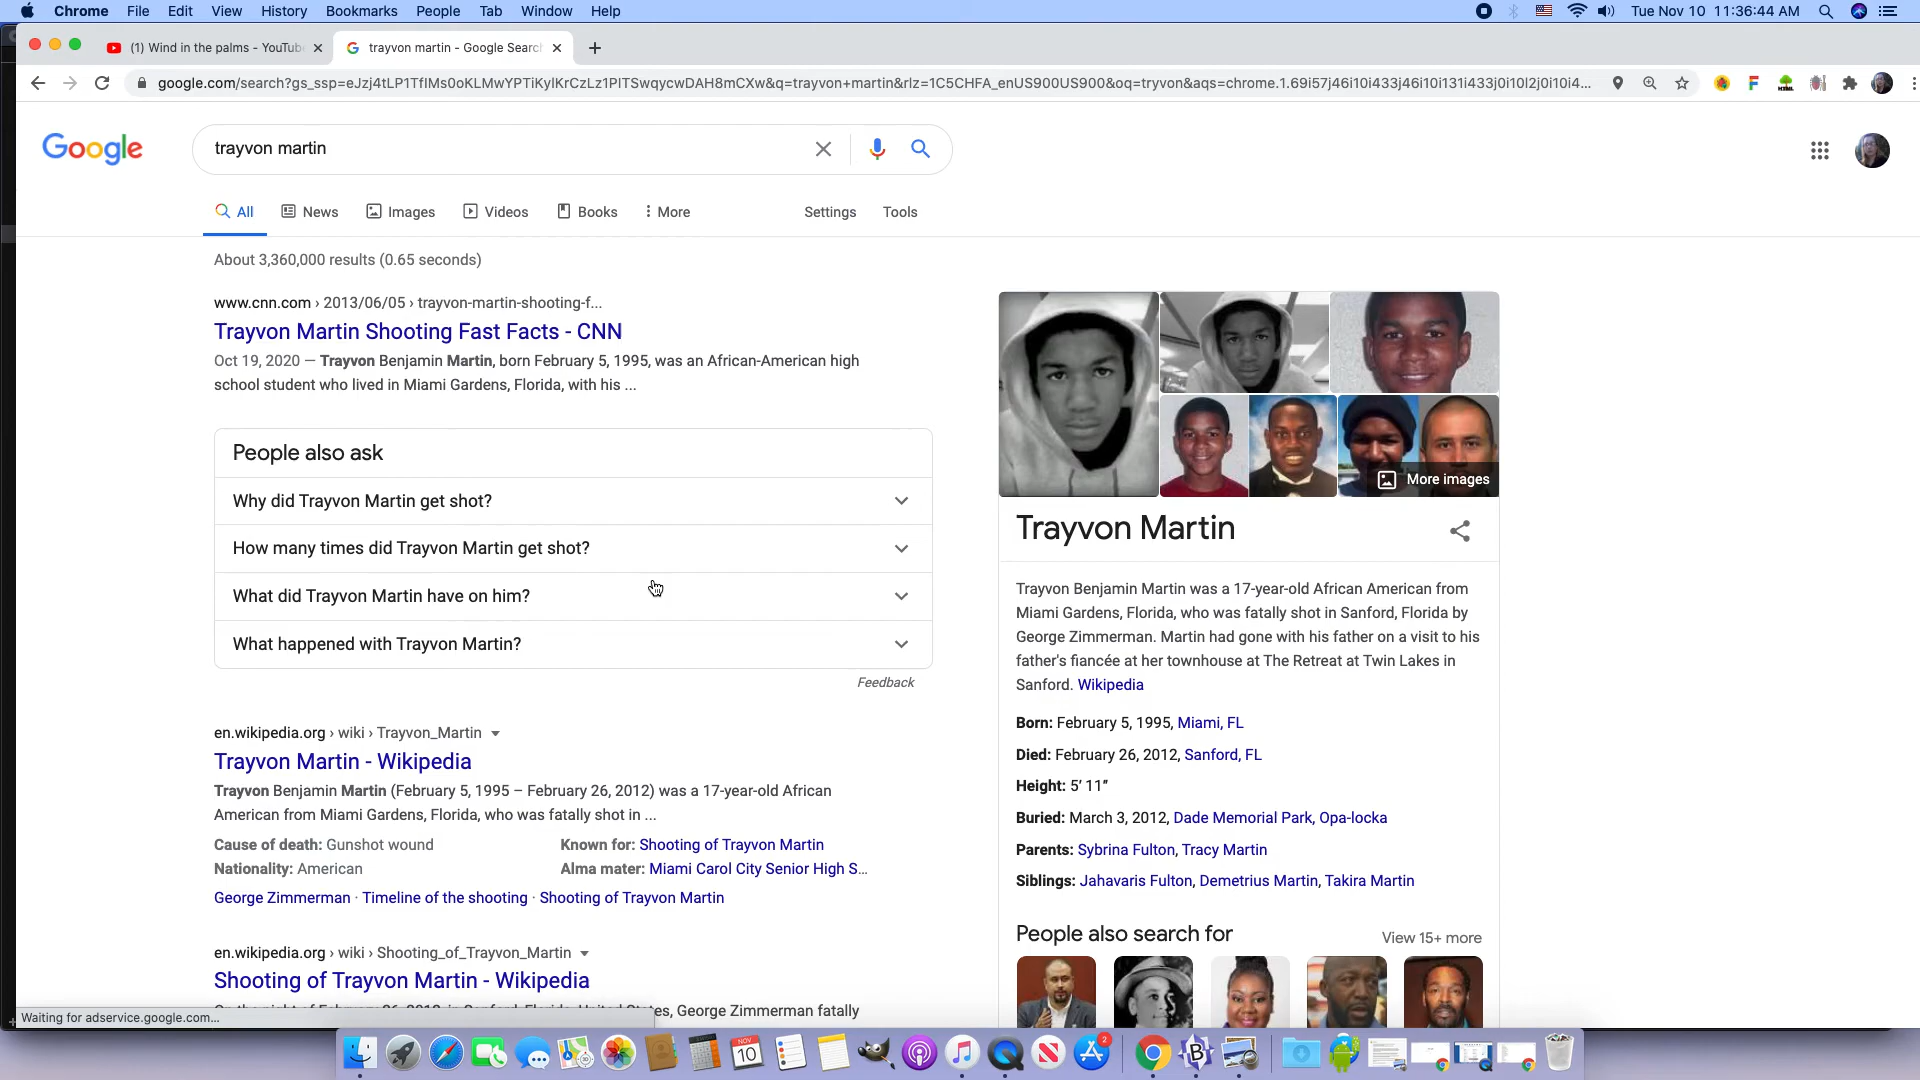 Chrome File Edit View History Bookmarks People Tab Window Help
Tue Nov 10 11:36:44 AM
(1) Wind in the palms - YouTub
trayvon martin - Google Search
google.com/search?gs_ssp=eJzj4tLP1TfIMs0oKLMwYPTiKylKrCzLz1PITSwqycwDAH8mCXw&q=trayvon+martin&rlz=1C5CHFA_enUS900US900&oq=tryvon&aqs=chrome.1.69i57j46i10i433j46i10i131i433j0i10l2j0i10i4...
Google
trayvon martin
All News Images Videos Books More Settings Tools
About 3,360,000 results (0.65 seconds)
www.cnn.com › 2013/06/05 › trayvon-martin-shooting-f...
Trayvon Martin Shooting Fast Facts - CNN
Oct 19, 2020 — Trayvon Benjamin Martin, born February 5, 1995, was an African-American high
school student who lived in Miami Gardens, Florida, with his ...
People also ask
Why did Trayvon Martin get shot?
How many times did Trayvon Martin get shot?
What did Trayvon Martin have on him?
What happened with Trayvon Martin?
Feedback
en.wikipedia.org › wiki › Trayvon_Martin
Trayvon Martin - Wikipedia
Trayvon Benjamin Martin (February 5, 1995 – February 26, 2012) was a 17-year-old African
American from Miami Gardens, Florida, who was fatally shot in ...
Cause of death: Gunshot wound
Known for: Shooting of Trayvon Martin
Nationality: American
Alma mater: Miami Carol City Senior High S...
George Zimmerman · Timeline of the shooting · Shooting of Trayvon Martin
en.wikipedia.org › wiki › Shooting_of_Trayvon_Martin
Shooting of Trayvon Martin - Wikipedia
On the night of February 26, 2012, in Sanford, Florida, United States, George Zimmerman fatally
More images
Trayvon Martin
Trayvon Benjamin Martin was a 17-year-old African American from
Miami Gardens, Florida, who was fatally shot in Sanford, Florida by
George Zimmerman. Martin had gone with his father on a visit to his
father's fiancée at her townhouse at The Retreat at Twin Lakes in
Sanford. Wikipedia
Born: February 5, 1995, Miami, FL
Died: February 26, 2012, Sanford, FL
Height: 5′ 11″
Buried: March 3, 2012, Dade Memorial Park, Opa-locka
Parents: Sybrina Fulton, Tracy Martin
Siblings: Jahavaris Fulton, Demetrius Martin, Takira Martin
People also search for
View 15+ more
Waiting for adservice.google.com...
NOV
10
2